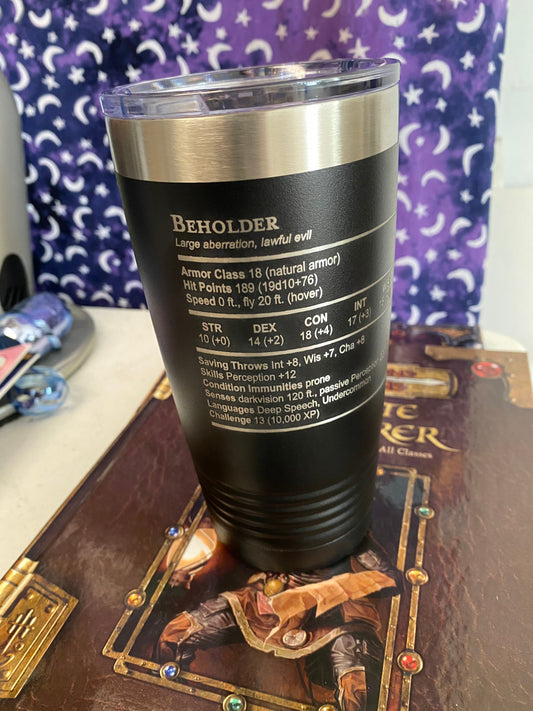 BEHOLDER
Large aberration, lawful evil
Armor Class 18 (natural armor)
Hit Points 189 (19d10+76)
Speed 0 ft., fly 20 ft. (hover)
STR DEX CON INT
10 (+0) 14 (+2) 18 (+4) 17 (+3)
Saving Throws Int +8, Wis +7, Cha +8
Skills Perception +12
Condition Immunities prone
Senses darkvision 120 ft., passive Perception
Languages Deep Speech, Undercommon
Challenge 13 (10,000 XP)
All Classes